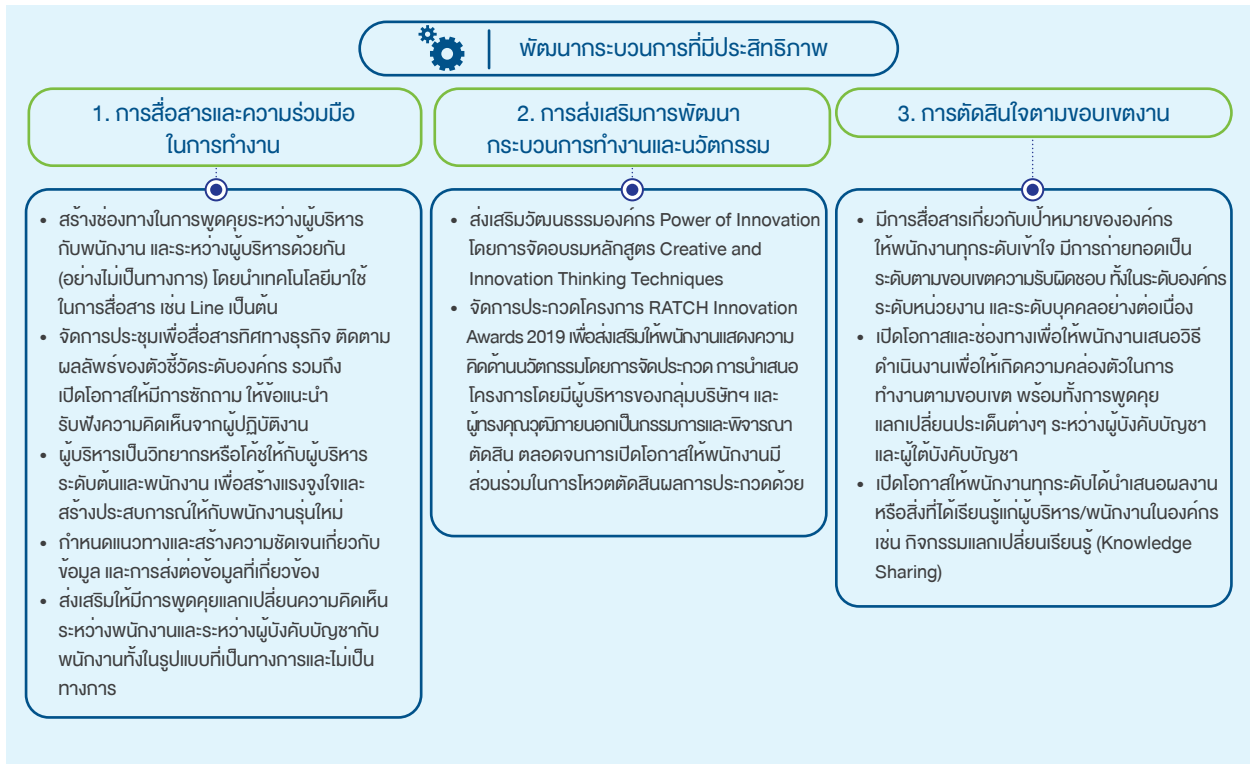 พัฒนากระบวนการที่มีประสิทธิภาพ
1. การสื่อสารและความร่วมมือ
ในการทำงาน
• สร้างช่องทางในการพูดคุยระหว่างผู้บริหาร
กับพนักงาน และระหว่างผู้บริหารด้วยกัน
(อย่างไม่เป็นทางการ) โดยนำเทคโนโลยีมาใช้
ในการสื่อสาร เช่น Line เป็นต้น
• จัดการประชุมเพื่อสื่อสารทิศทางธุรกิจ ติดตาม
ผลลัพธ์ของตัวชี้วัดระดับองค์กร รวมถึง
เปิดโอกาสให้มีการซักถาม ให้ข้อแนะนำ
รับฟังความคิดเห็นจากผู้ปฏิบัติงาน
• ผู้บริหารเป็นวิทยากรหรือโค้ชให้กับผู้บริหาร
ระดับต้นและพนักงาน เพื่อสร้างแรงจูงใจและ
สร้างประสบการณ์ให้กับพนักงานรุ่นใหม่
• กำหนดแนวทางและสร้างความชัดเจนเกี่ยวกับ
ข้อมูล และการส่งต่อข้อมูลที่เกี่ยวข้อง
• ส่งเสริมให้มีการพูดคุยแลกเปลี่ยนความคิดเห็น
ระหว่างพนักงานและระหว่างผู้บังคับบัญชากับ
พนักงานทั้งในรูปแบบที่เป็นทางการและไม่เป็น
ทางการ
2. การส่งเสริมการพัฒนา
กระบวนการทำงานและนวัตกรรม
• ส่งเสริมวัฒนธรรมองค์กร Power of Innovation
โดยการจัดอบรมหลักสูตร Creative and
Innovation Thinking Techniques
• จัดการประกวดโครงการ RATCH Innovation
Awards 2019 เพื่อส่งเสริมให้พนักงานแสดงความ
คิดด้านนวัตกรรมโดยการจัดประกวด การนำเสนอ
โครงการโดยมีผู้บริหารของกลุ่มบริษัทฯ และ
ผู้ทรงคุณวุฒิภายนอกเป็นกรรมการและพิจารณา
ตัดสิน ตลอดจนการเปิดโอกาสให้พนักงานมี
ส่วนร่วมในการโหวตตัดสินผลการประกวดด้วย
3. การตัดสินใจตามขอบเขตงาน
• มีการสื่อสารเกี่ยวกับเป้าหมายขององค์กร
ให้พนักงานทุกระดับเข้าใจ มีการถ่ายทอดเป็น
ระดับตามขอบเขตความรับผิดชอบ ทั้งในระดับองค์กร
ระดับหน่วยงาน และระดับบุคคลอย่างต่อเนื่อง
• เปิดโอกาสและช่องทางเพื่อให้พนักงานเสนอวิธี
ดำเนินงานเพื่อให้เกิดความคล่องตัวในการ
ทำงานตามขอบเขต พร้อมทั้งการพูดคุย
แลกเปลี่ยนประเด็นต่างๆ ระหว่างผู้บังคับบัญชา
และผู้ใต้บังคับบัญชา
• เปิดโอกาสให้พนักงานทุกระดับได้นำเสนอผลงาน
หรือสิ่งที่ได้เรียนรู้แก่ผู้บริหาร/พนักงานในองค์กร
เช่น กิจกรรมแลกเปลี่ยนเรียนรู้ (Knowledge
Sharing)